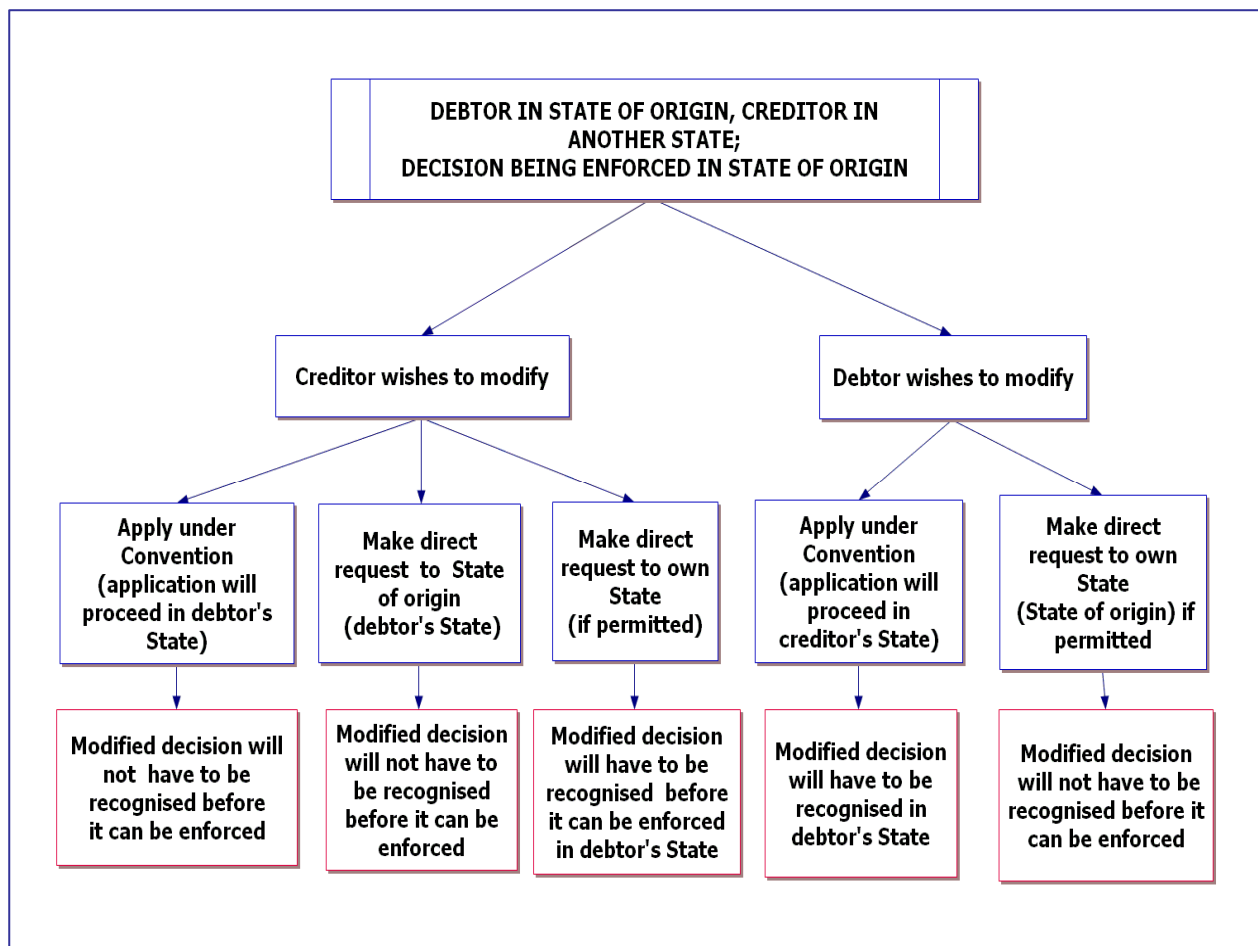 DEBTOR IN STATE OF ORIGIN, CREDITOR IN
ANOTHER STATE;
DECISION BEING ENFORCED IN STATE OF ORIGIN
Creditor wishes to modify
Debtor wishes to modify
Apply under
Convention
(application will
proceed in debtor's
State)
Make direct
request to State
of origin
(debtor's State)
Make direct
request to own
State
(if permitted)
Apply under
Convention
(application will
proceed in
creditor's State)
Make direct
request to own
State
(State of origin) if
permitted
Modified decision will
not have to be
recognised before
it can be enforced
Modified decision
will not have to
be recognised
before it can be
enforced
Modified decision
will have to be
recognised before
it can be enforced
in debtor's State
Modified decision
will have to be
recognised in
debtor's State
Modified decision
will not have to be
recognised before it
can be enforced